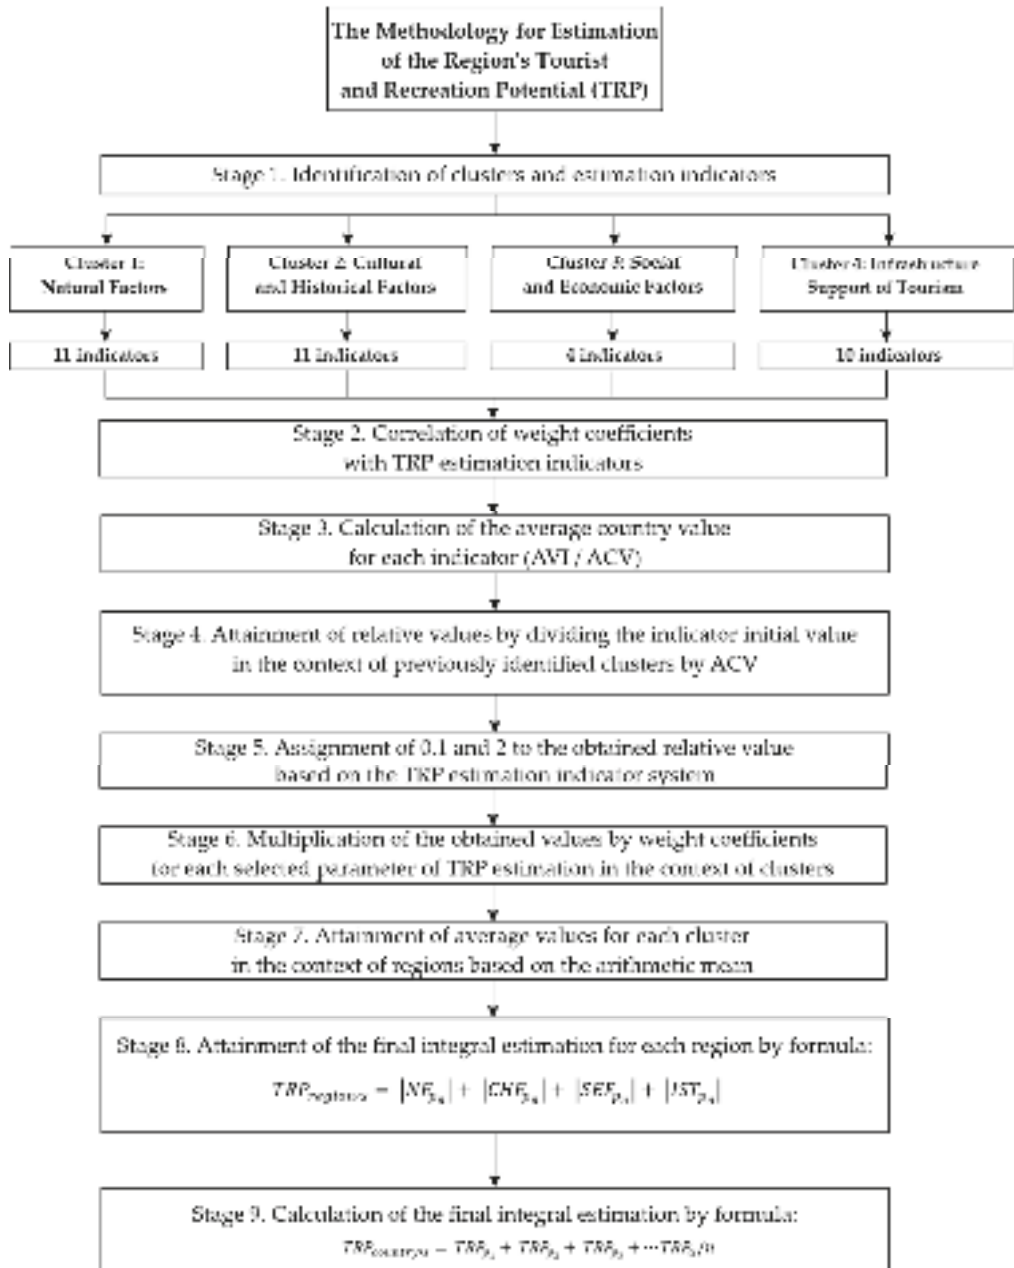 The Methodology for Estimation
of the Region's Tourist
and Recreation Potential (TRP)
Stage 1. Identification of clusters and estimation indicators
Cluster 1:
Natural Factors
Cluster 2: Cultural
and Historical Factors
Cluster 3: Social
and Economic Factors
Cluster 4: Infrastructure
Support of Tourism
11 indicators
11 indicators
4 indicators
10 indicators
Stage 2. Correlation of weight coefficients
with TRP estimation indicators
Stage 3. Calculation of the average country value
for each indicator (AVI / ACV)
Stage 4. Attainment of relative values by dividing the indicator initial value
in the context of previously identified clusters by ACV
Stage 5. Assignment of 0.1 and 2 to the obtained relative value
based on the TRP estimation indicator system
Stage 6. Multiplication of the obtained values by weight coefficients
for each selected parameter of TRP estimation in the context of clusters
Stage 7. Attainment of average values for each cluster
in the context of regions based on the arithmetic mean
Stage 8. Attainment of the final integral estimation for each region by formula:
Stage 9. Calculation of the final integral estimation by formula: